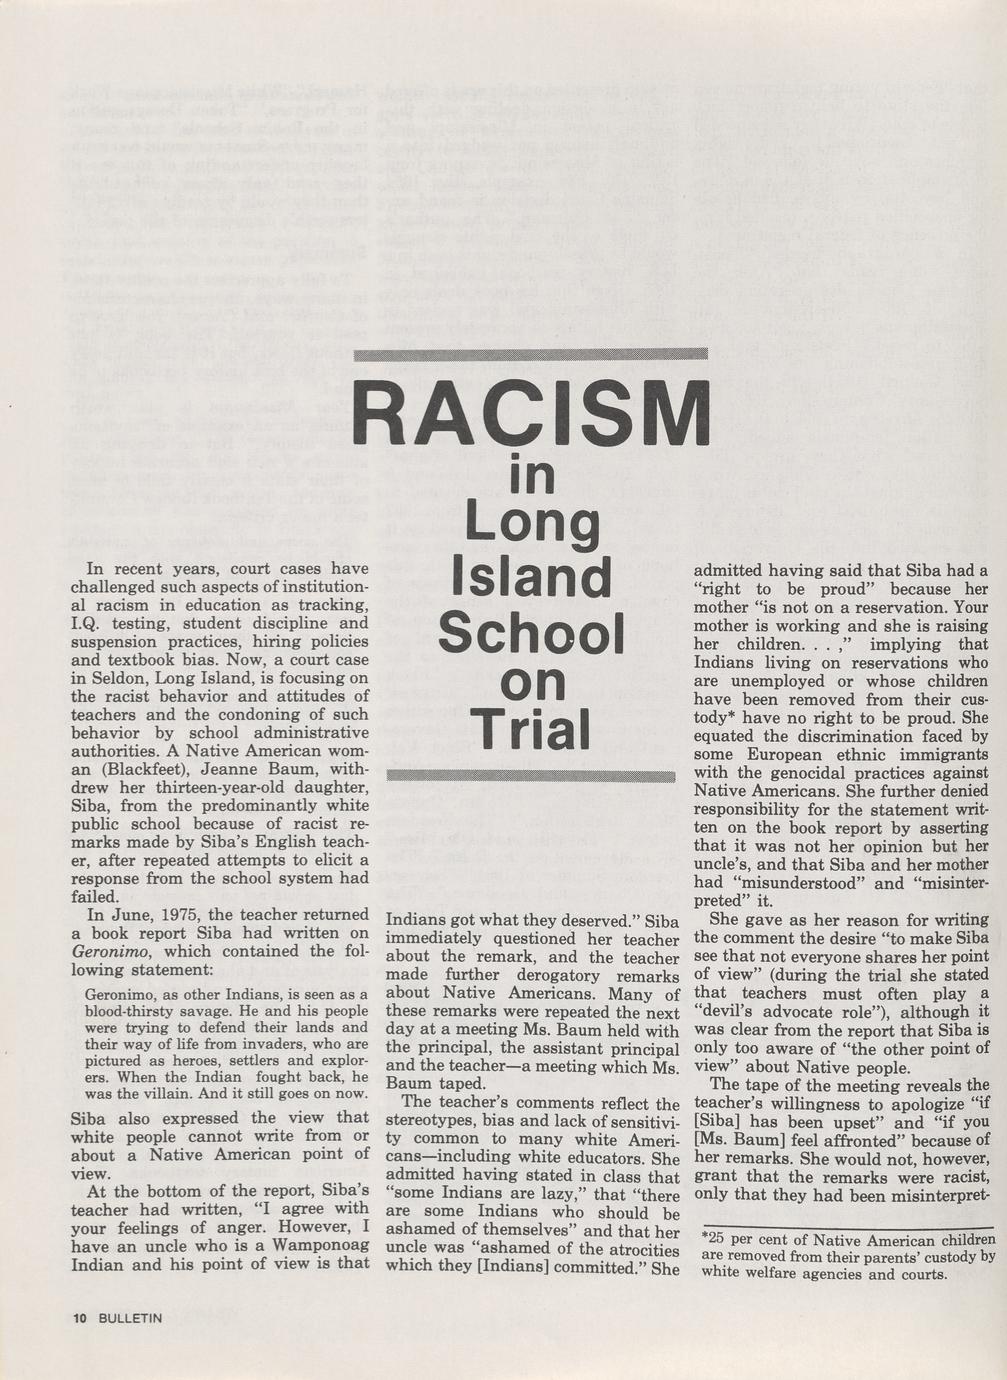 RACISM
in
Long
Island
School
on
Trial
In recent years, court cases have
challenged such aspects of institution-
al racism in education as tracking,
I.Q. testing, student discipline and
suspension practices, hiring policies
and textbook bias. Now, a court case
in Seldon, Long Island, is focusing on
the racist behavior and attitudes of
teachers and the condoning of such
behavior by school administrative
authorities. A Native American wom-
an (Blackfeet), Jeanne Baum, with-
drew her thirteen-year-old daughter,
Siba, from the predominantly white
public school because of racist re-
marks made by Siba's English teach-
er, after repeated attempts to elicit a
response from the school system had
failed.
In June, 1975, the teacher returned
a book report Siba had written on
Geronimo, which contained the fol-
lowing statement:
Geronimo, as other Indians, is seen as a
blood-thirsty savage. He and his people
were trying to defend their lands and
their way of life from invaders, who are
pictured as heroes, settlers and explor-
ers. When the Indian fought back, he
was the villain. And it still goes on now.
Siba also expressed the view that
white people cannot write from or
about a Native American point of
view.
At the bottom of the report, Siba's
teacher had written, “I agree with
your feelings of anger. However, I
have an uncle who is a Wamponoag
Indian and his point of view is that
Indians got what they deserved.” Siba
immediately questioned her teacher
about the remark, and the teacher
made further derogatory remarks
about Native Americans. Many of
these remarks were repeated the next
day at a meeting Ms. Baum held with
the principal, the assistant principal
and the teacher—a meeting which Ms.
Baum taped.
The teacher's comments reflect the
stereotypes, bias and lack of sensitivi-
ty common to many white Ameri-
cans—including white educators. She
admitted having stated in class that
“some Indians are lazy,” that “there
are some Indians who should be
ashamed of themselves” and that her
uncle was “ashamed of the atrocities
which they [Indians] committed.” She
admitted having said that Siba had a
“right to be proud” because her
mother “is not on a reservation. Your
mother is working and she is raising
her children. . . ,” implying that
Indians living on reservations who
are unemployed or whose children
have been removed from their cus-
tody* have no right to be proud. She
equated the discrimination faced by
some European ethnic immigrants
with the genocidal practices against
Native Americans. She further denied
responsibility for the statement writ-
ten on the book report by asserting
that it was not her opinion but her
uncle's, and that Siba and her mother
had “misunderstood” and “misinter-
preted” it.
She gave as her reason for writing
the comment the desire “to make Siba
see that not everyone shares her point
of view” (during the trial she stated
that teachers must often play a
“devil's advocate role”), although it
was clear from the report that Siba is
only too aware of “the other point of
view” about Native people.
The tape of the meeting reveals the
teacher's willingness to apologize “if
[Siba] has been upset” and “if you
[Ms. Baum] feel affronted” because of
her remarks. She would not, however,
grant that the remarks were racist,
only that they had been misinterpret-
*25 per cent of Native American children
are removed from their parents' custody by
white welfare agencies and courts.
10 BULLETIN